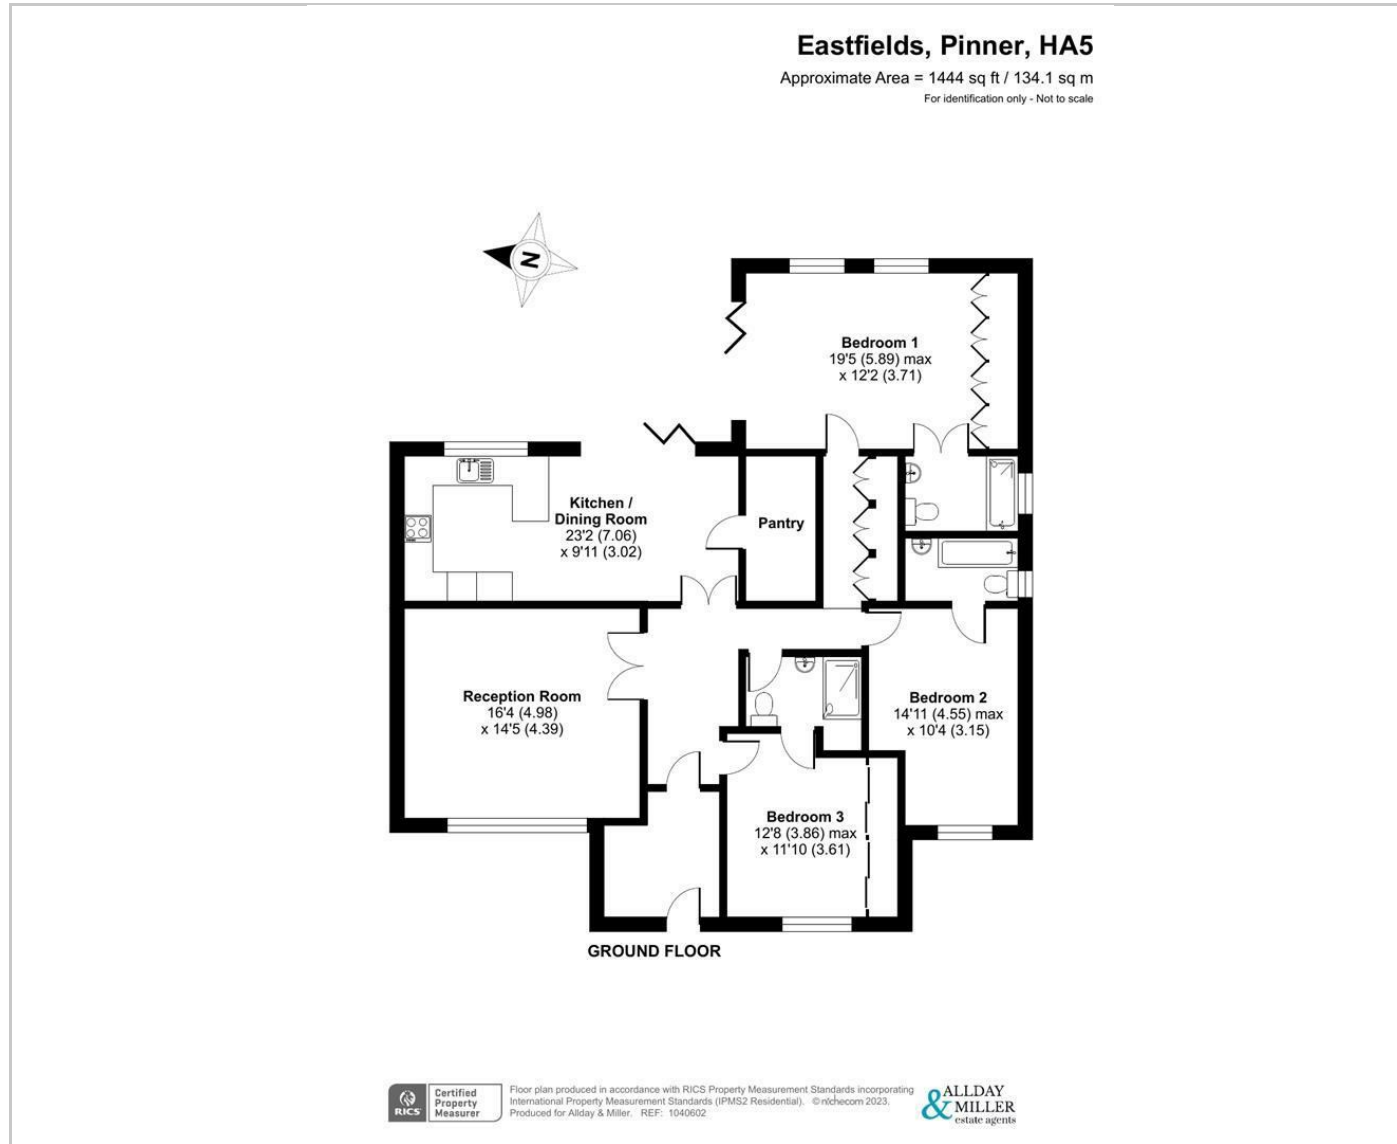 Eastfields, Pinner, HA5
Approximate Area = 1444 sq ft / 134.1 sq m
For identification only - Not to scale
N
Bedroom 1
19'5 (5.89) max
x 12'2 (3.71)
Kitchen /
Dining Room
23'2 (7.06)
x 9'11 (3.02)
Pantry
Reception Room
16'4 (4.98)
x 14'5 (4.39)
Bedroom 2
14'11 (4.55) max
x 10'4 (3.15)
Bedroom 3
12'8 (3.86) max
x 11'10 (3.61)
GROUND FLOOR
RICS
Certified
Property
Measurer
Floor plan produced in accordance with RICS Property Measurement Standards incorporating
International Property Measurement Standards (IPMS2 Residential). © nichecom 2023.
Produced for Allday & Miller. REF: 1040602
ALLDAY
& MILLER
estate agents